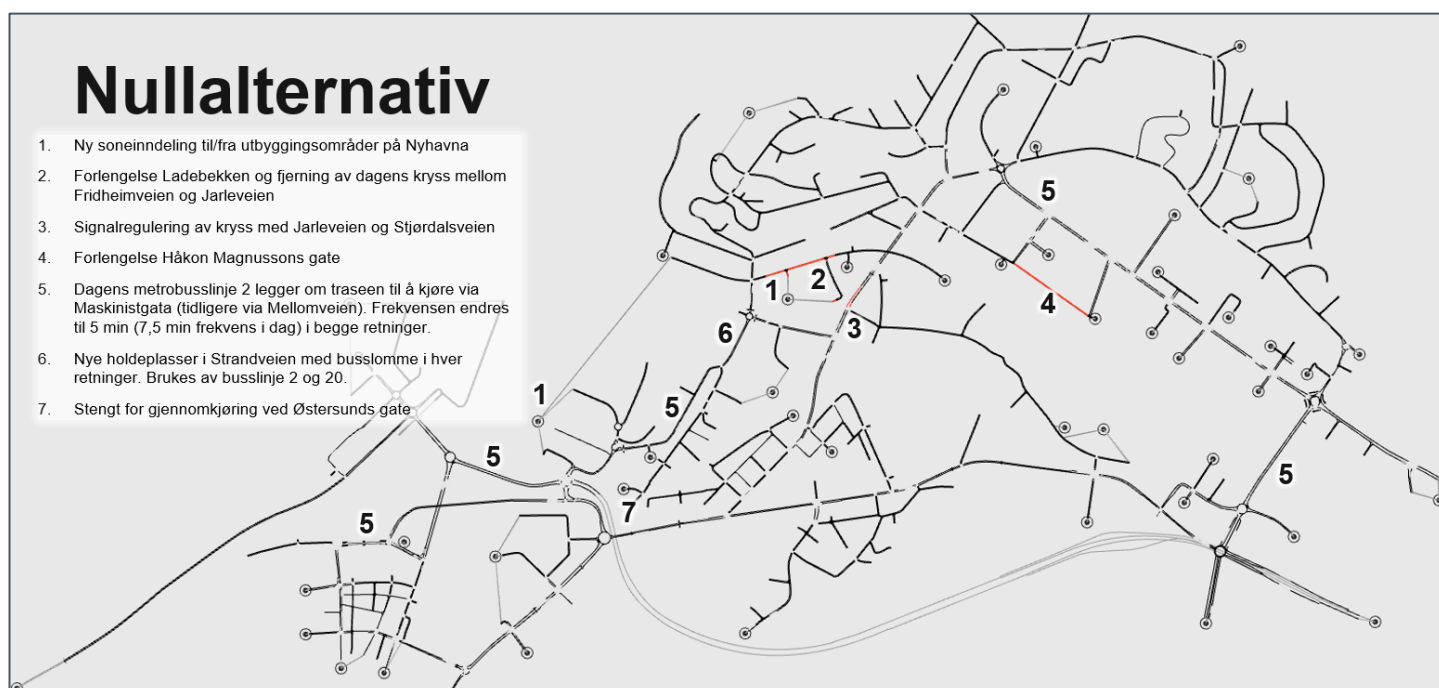 Nullalternativ
1. Ny soneinndeling til/fra utbyggingsområder på Nyhavna
2. Forlengelse Ladebekken og fjerning av dagens kryss mellom
Fridheimveien og Jarleveien
3. Signalregulering av kryss med Jarleveien og Stjørdalsveien
4. Forlengelse Håkon Magnussons gate
5. Dagens metrobusslinje 2 legger om traseen til å kjøre via
Maskinistgata (tidligere via Mellomveien). Frekvensen endres
til 5 min (7,5 min frekvens i dag) i begge retninger.
6. Nye holdeplasser i Strandveien med busslomme i hver
retninger. Brukes av busslinje 2 og 20.
7. Stengt for gjennomkjøring ved Østersunds gate
5
1
2
4
3
6
1
5
5
5
7
5